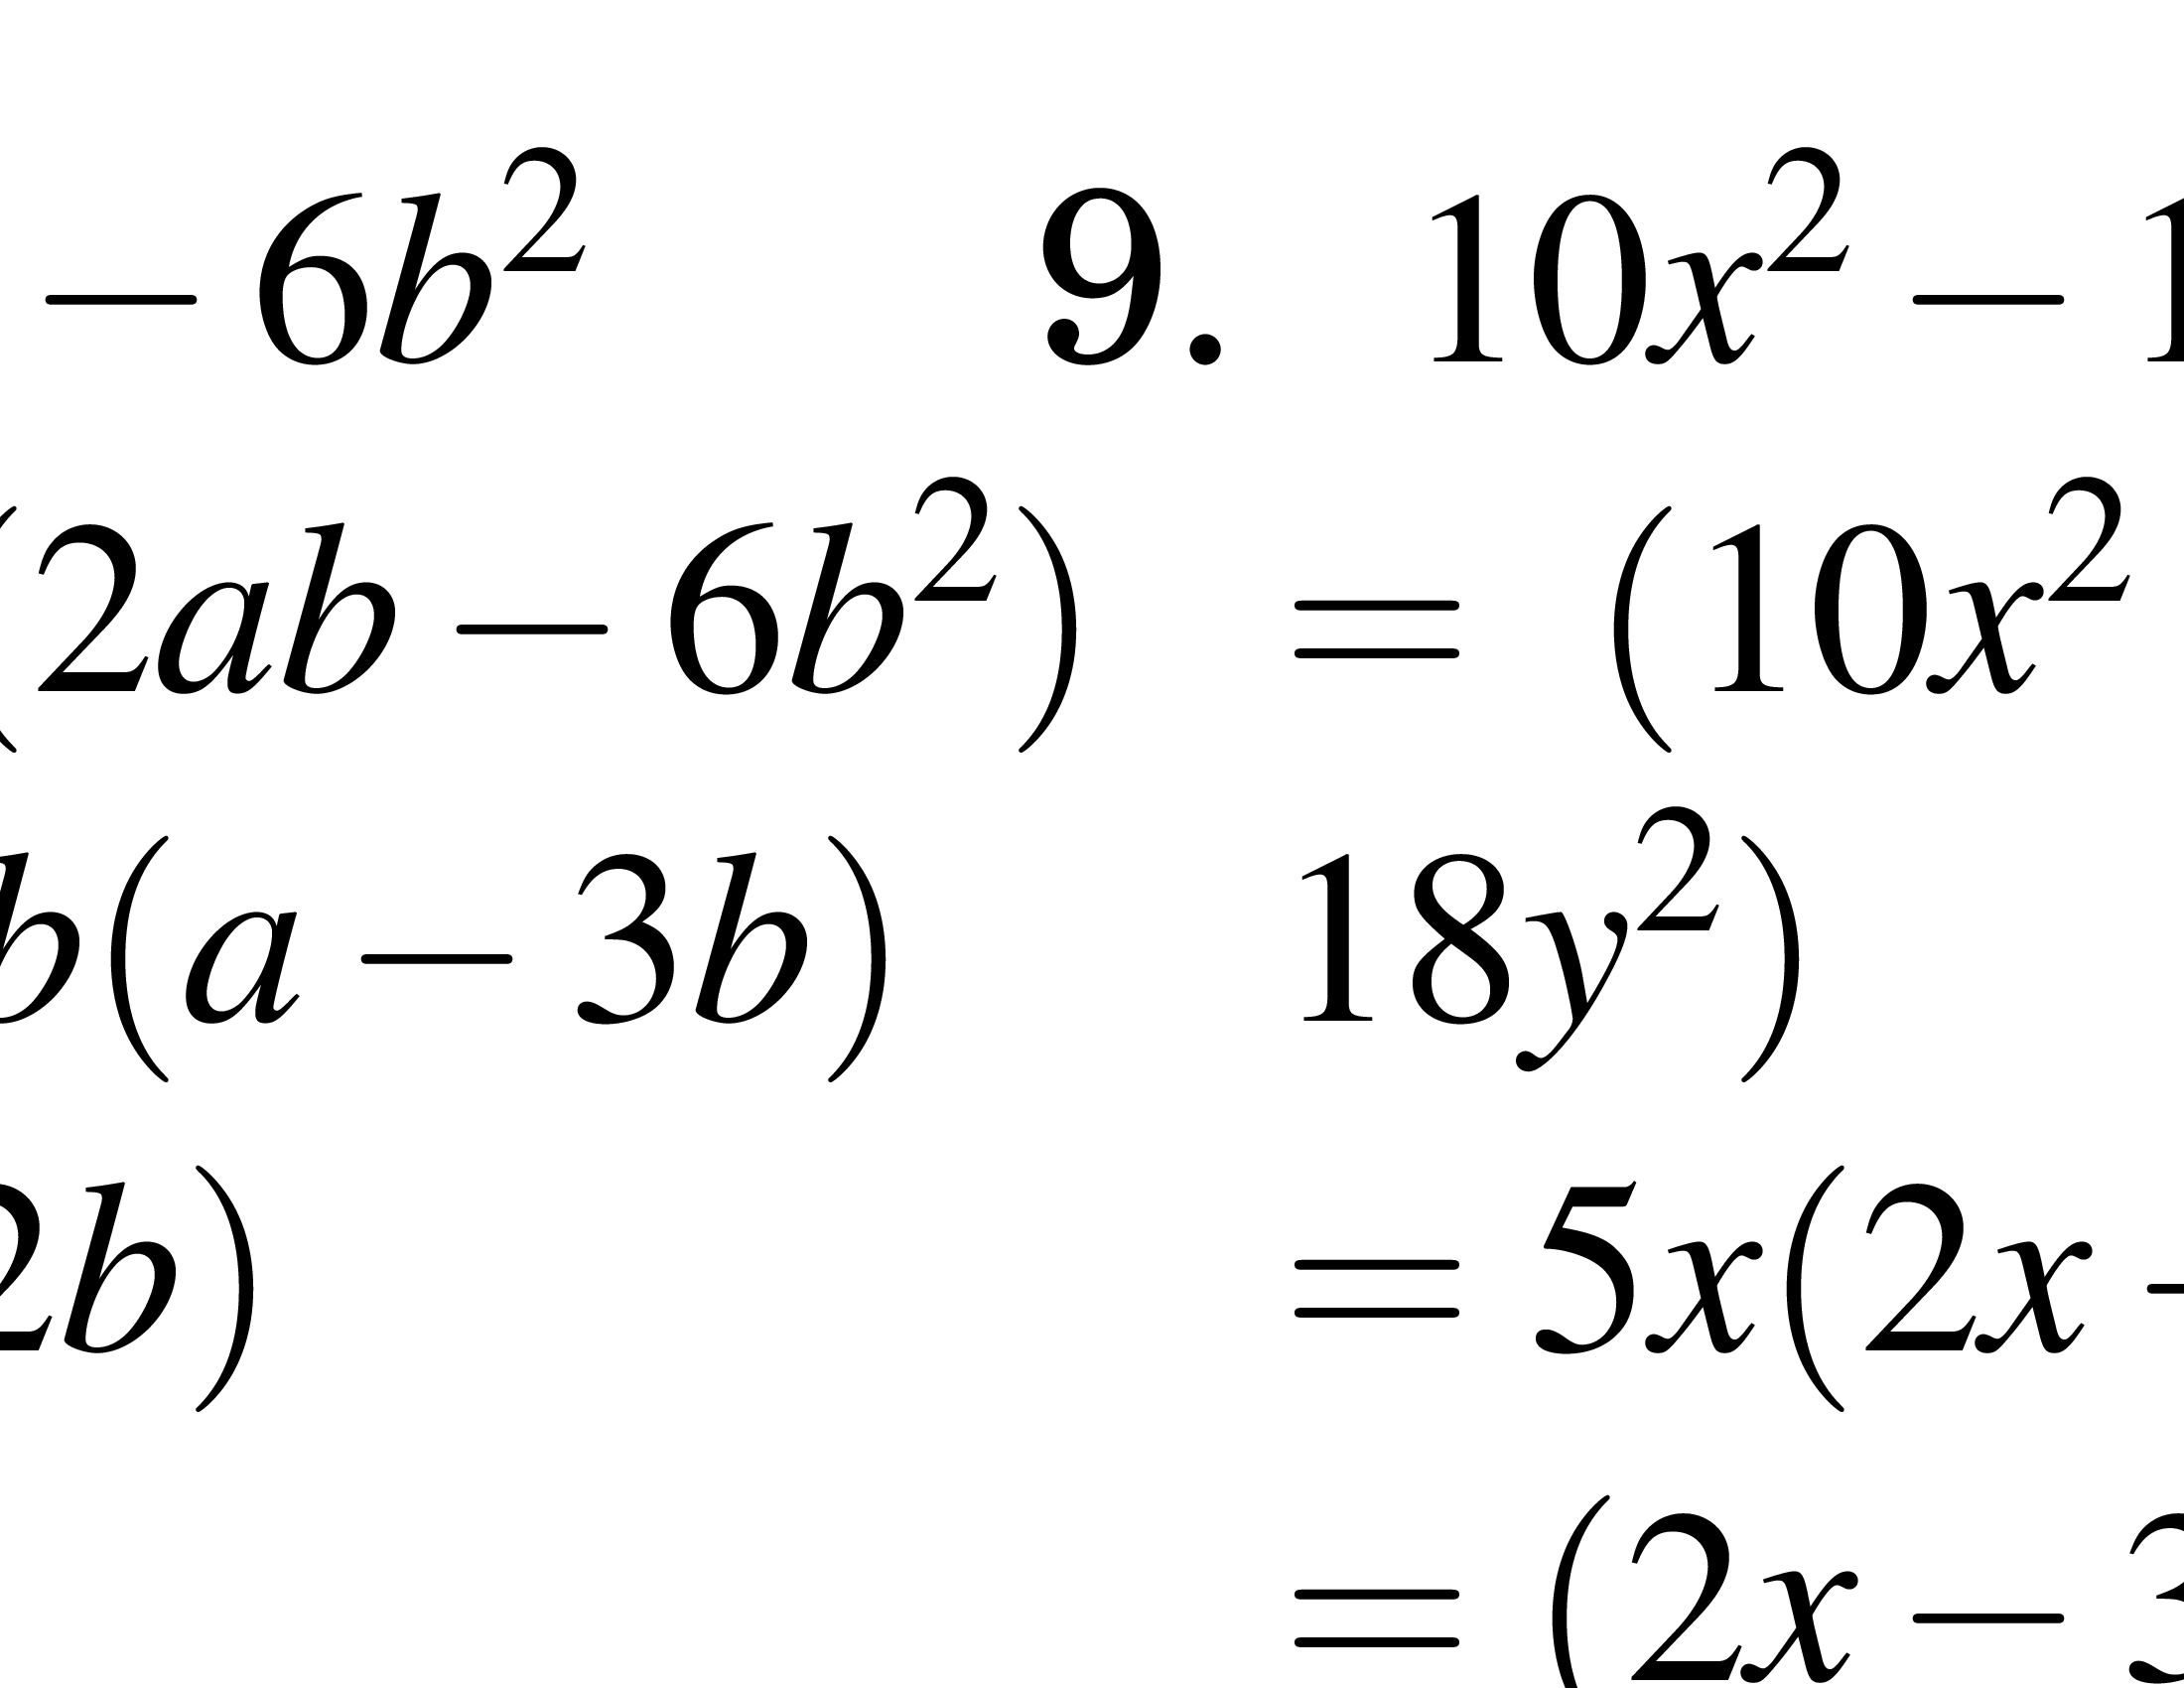 − 6b²
(2ab − 6b²)
b(a − 3b)
2b)
9. 10x² − 1
= (10x²
18y²)
= 5x(2x −
= (2x − 3